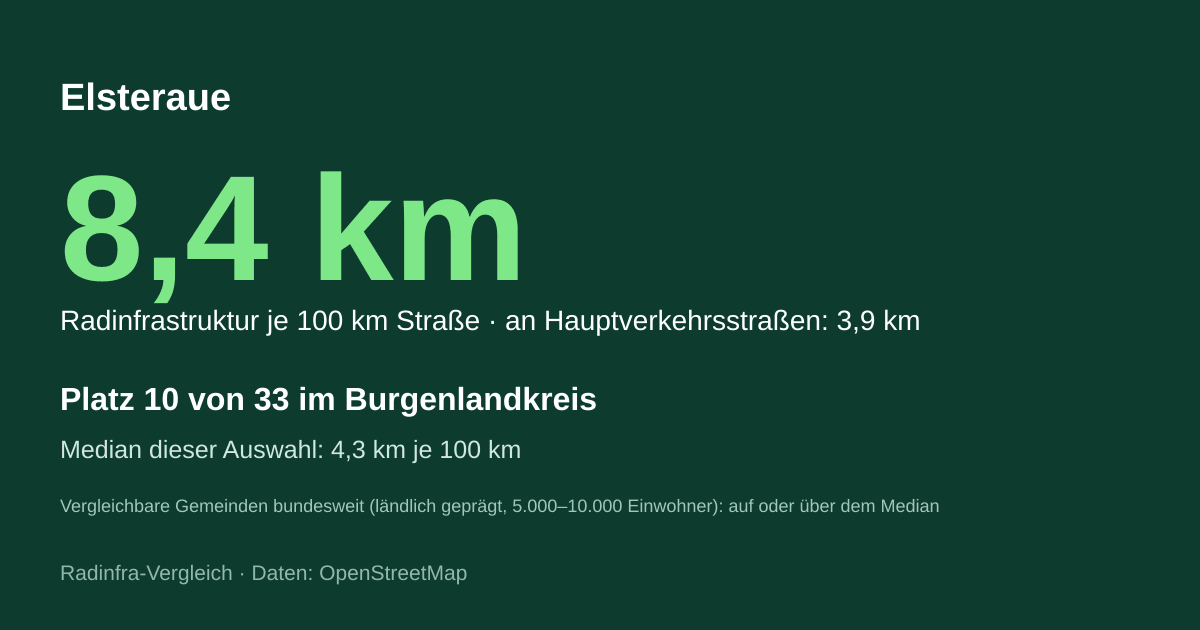 Elsteraue
8,4 km
Radinfrastruktur je 100 km Straße · an Hauptverkehrsstraßen: 3,9 km
Platz 10 von 33 im Burgenlandkreis
Median dieser Auswahl: 4,3 km je 100 km
Vergleichbare Gemeinden bundesweit (ländlich geprägt, 5.000–10.000 Einwohner): auf oder über dem Median
Radinfra-Vergleich · Daten: OpenStreetMap